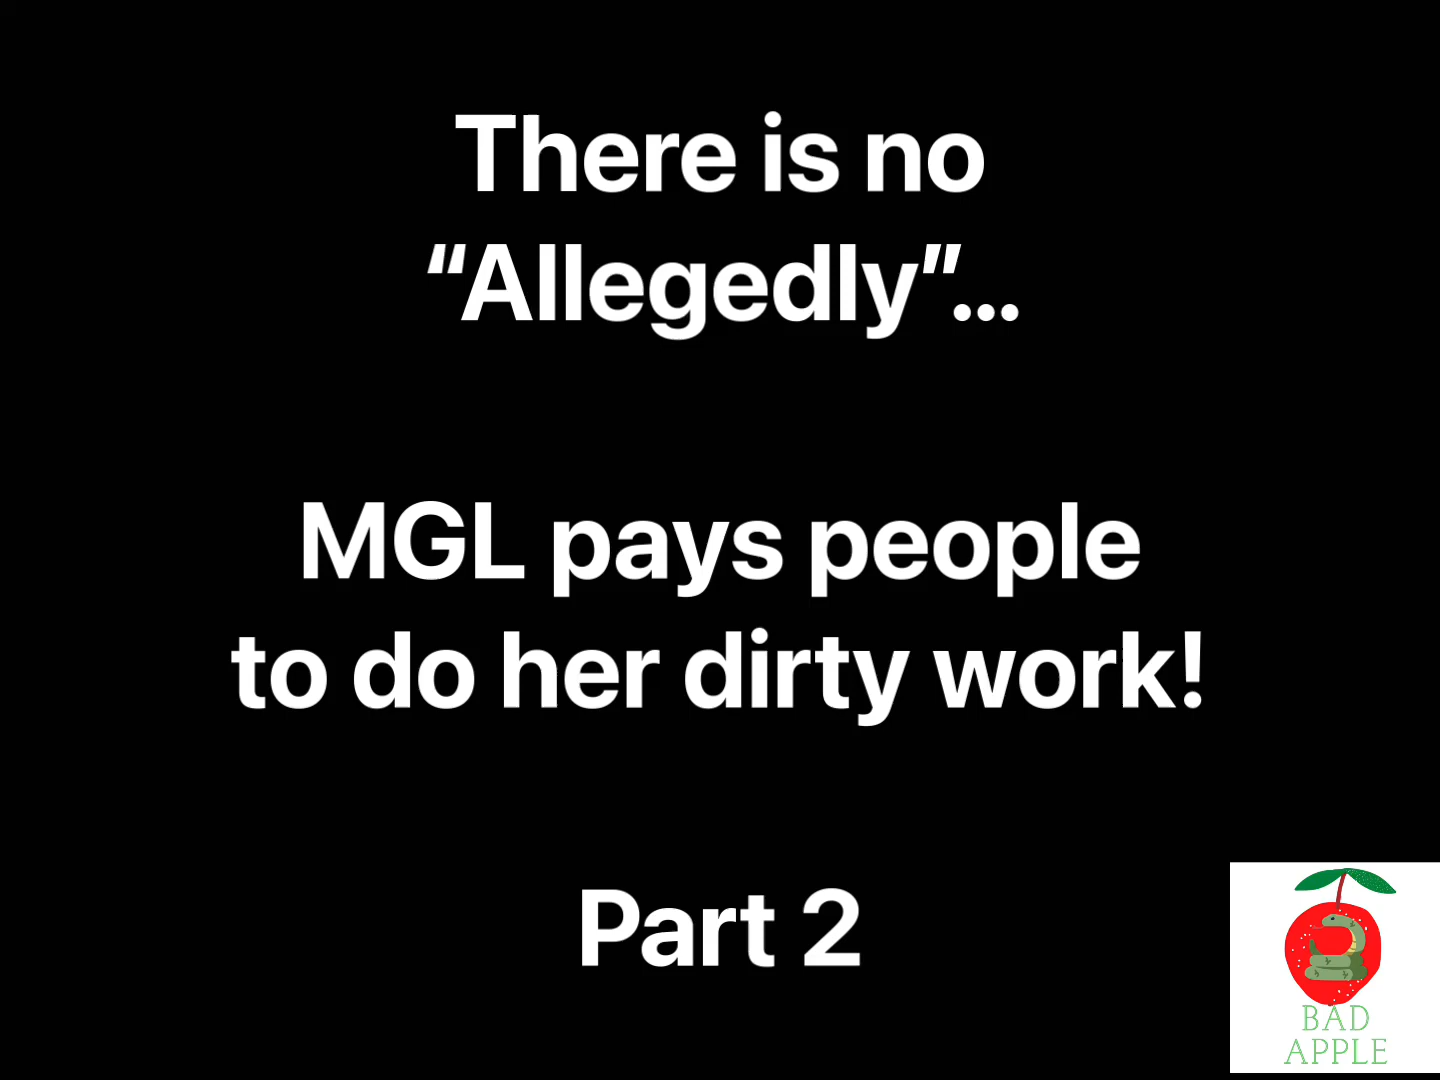 There is no
“Allegedly”...
MGL pays people
to do her dirty work!
Part 2
BAD
APPLE